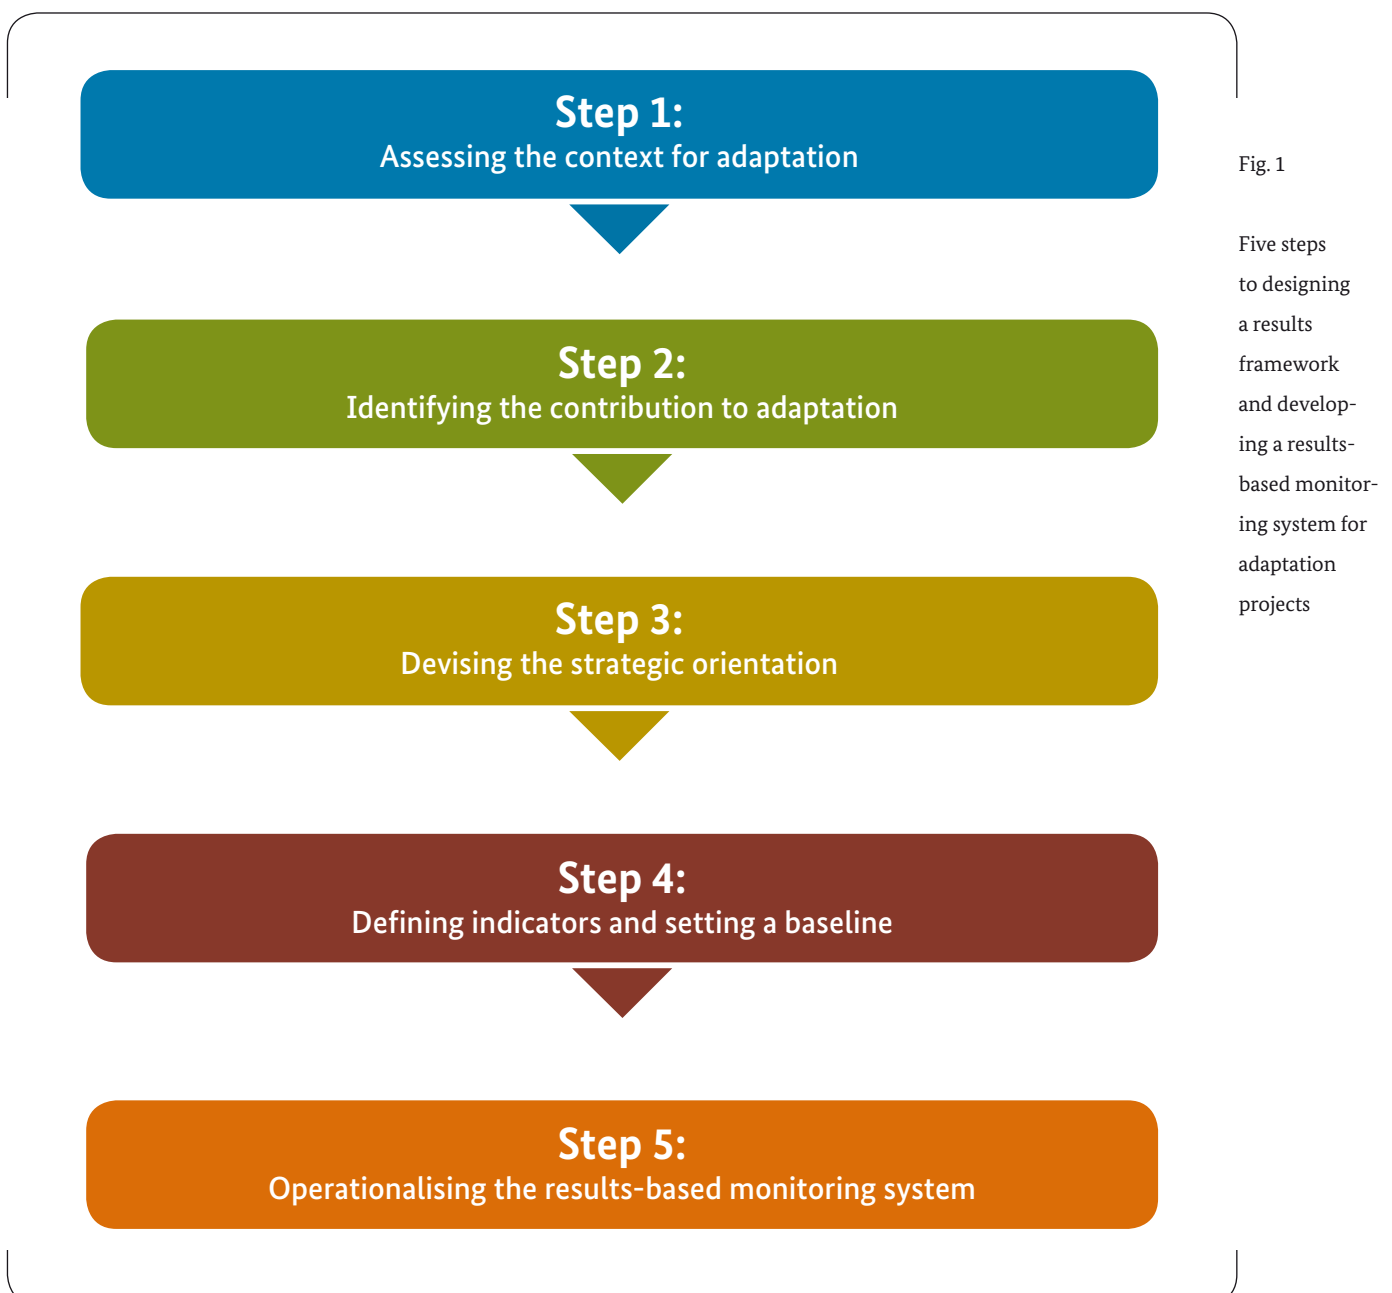 Step 1:
Assessing the context for adaptation
Step 2:
Identifying the contribution to adaptation
Step 3:
Devising the strategic orientation
Step 4:
Defining indicators and setting a baseline
Step 5:
Operationalising the results-based monitoring system
Fig. 1
Five steps
to designing
a results
framework
and develop-
ing a results-
based monitor-
ing system for
adaptation
projects